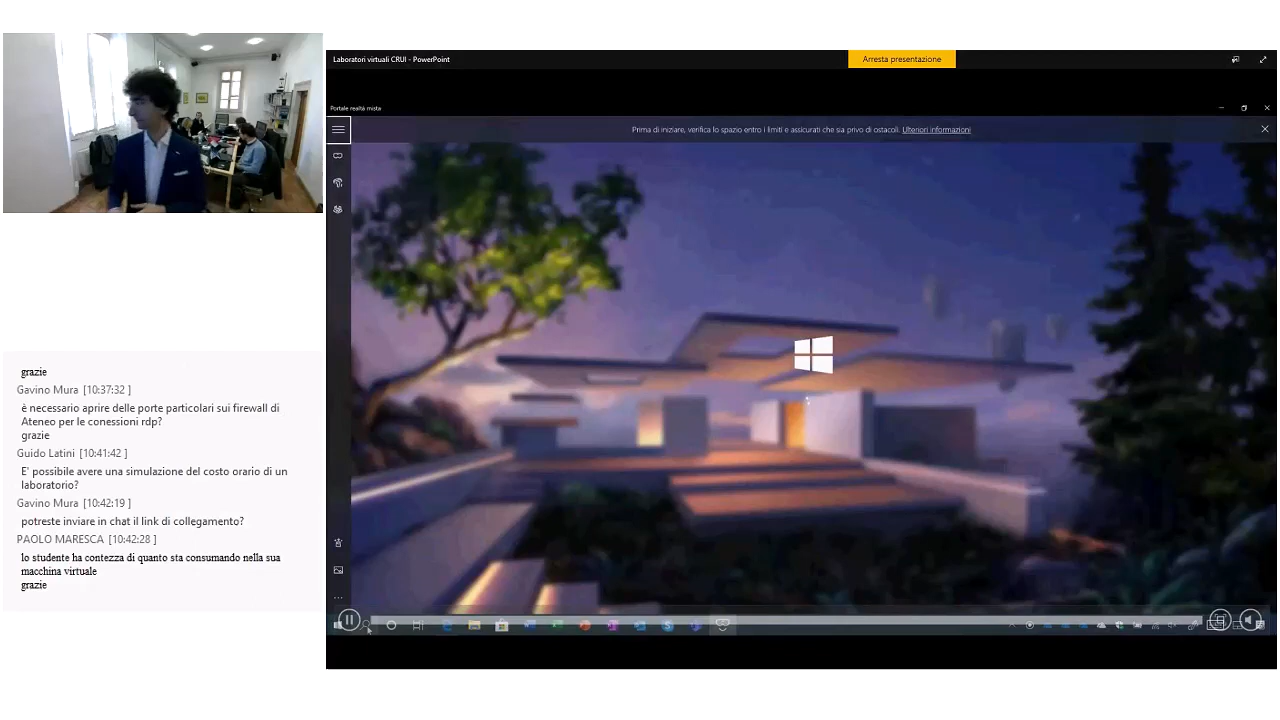 Laboratori virtuali CRUI - PowerPoint
Arresta presentazione
Portale realtà mista
Prima di iniziare, verifica lo spazio entro i limiti e assicurati che sia privo di ostacoli. Ulteriori informazioni
grazie
Gavino Mura [10:37:32 ]
è necessario aprire delle porte particolari sui firewall di
Ateneo per le conessioni rdp?
grazie
Guido Latini [10:41:42 ]
E' possibile avere una simulazione del costo orario di un
laboratorio?
Gavino Mura [10:42:19 ]
potreste inviare in chat il link di collegamento?
PAOLO MARESCA [10:42:28 ]
lo studente ha contezza di quanto sta consumando nella sua
macchina virtuale
grazie